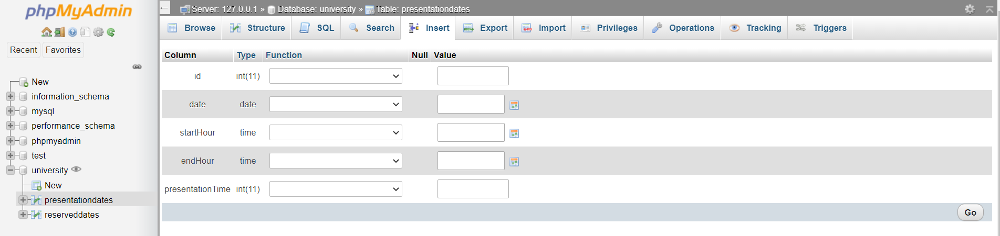 phpMyAdmin
Recent Favorites
New
information_schema
mysql
performance_schema
phpmyadmin
test
university
New
presentationdates
reserveddates
Server: 127.0.0.1 » Database: university » Table: presentationdates
Browse Structure SQL Search Insert Export Import Privileges Operations Tracking Triggers
Column Type Function Null Value
id int(11)
date date
startHour time
endHour time
presentationTime int(11)
Go